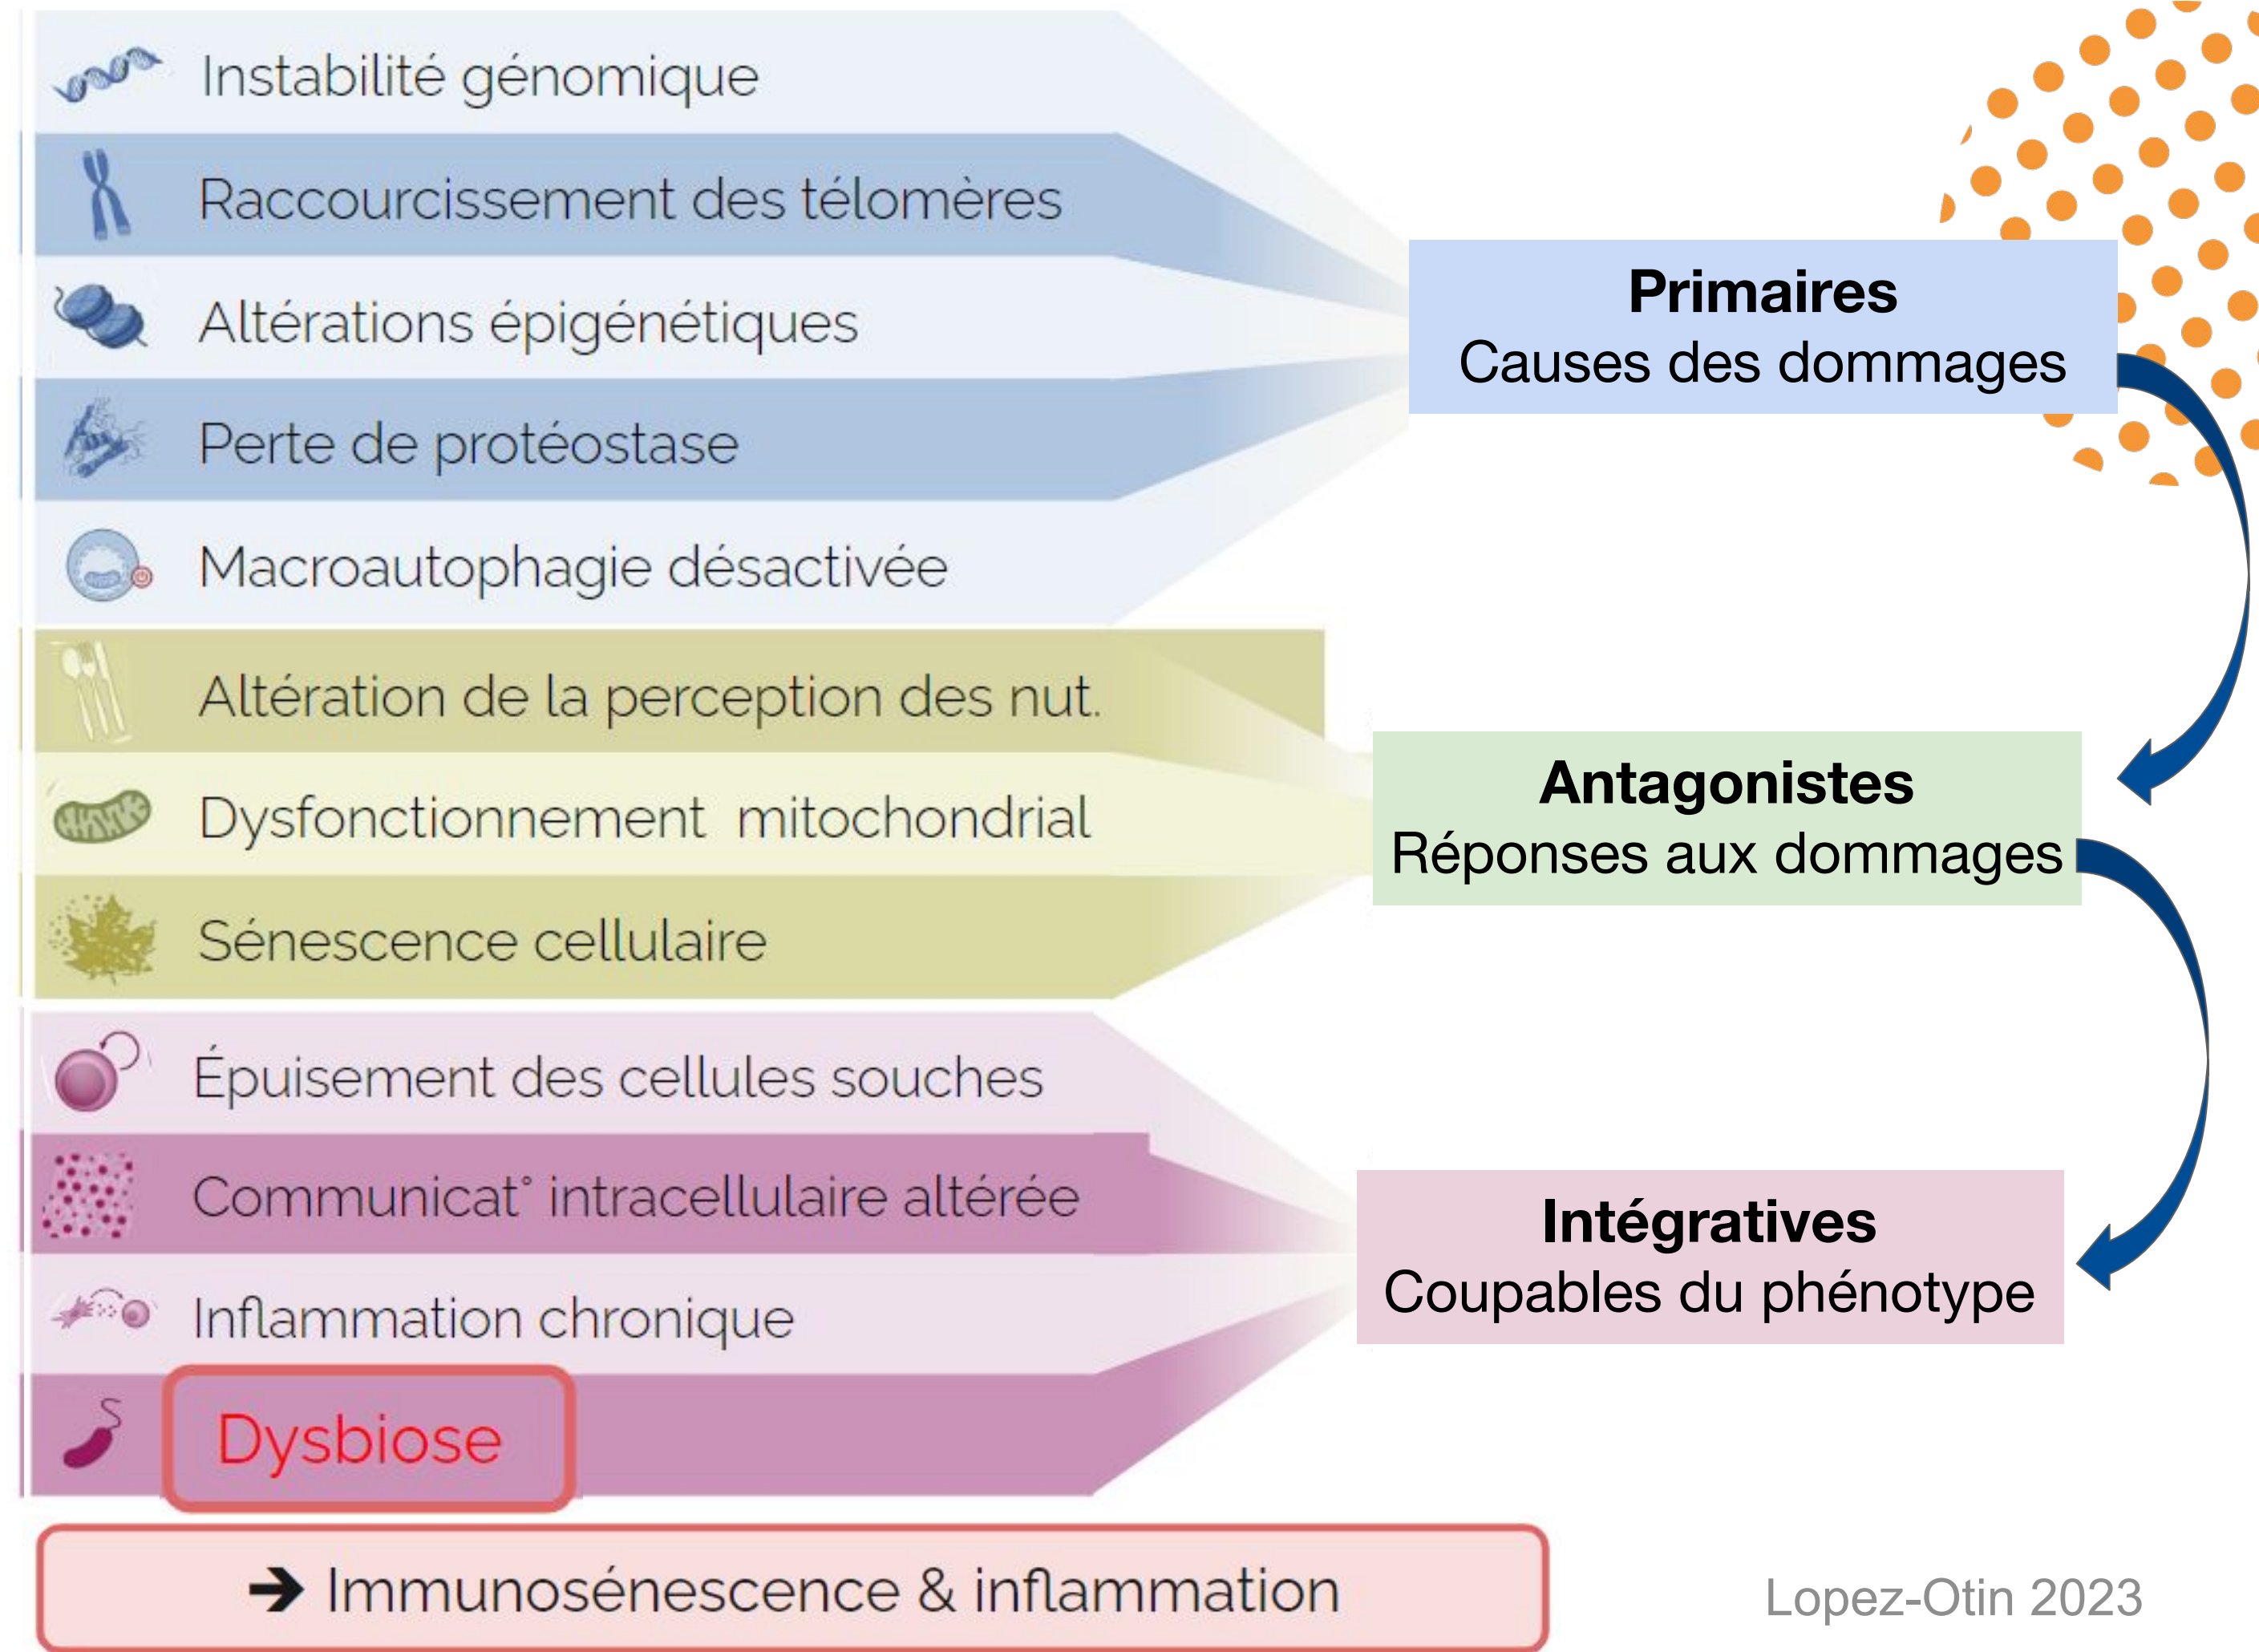 Instabilité génomique
Raccourcissement des télomères
Altérations épigénétiques
Perte de protéostase
Macroautophagie désactivée
Primaires
Causes des dommages
Altération de la perception des nut.
Dysfonctionnement mitochondrial
Sénescence cellulaire
Antagonistes
Réponses aux dommages
Épuisement des cellules souches
Communicat° intracellulaire altérée
Inflammation chronique
Dysbiose
Intégratives
Coupables du phénotype
➔ Immunosénescence & inflammation
Lopez-Otin 2023